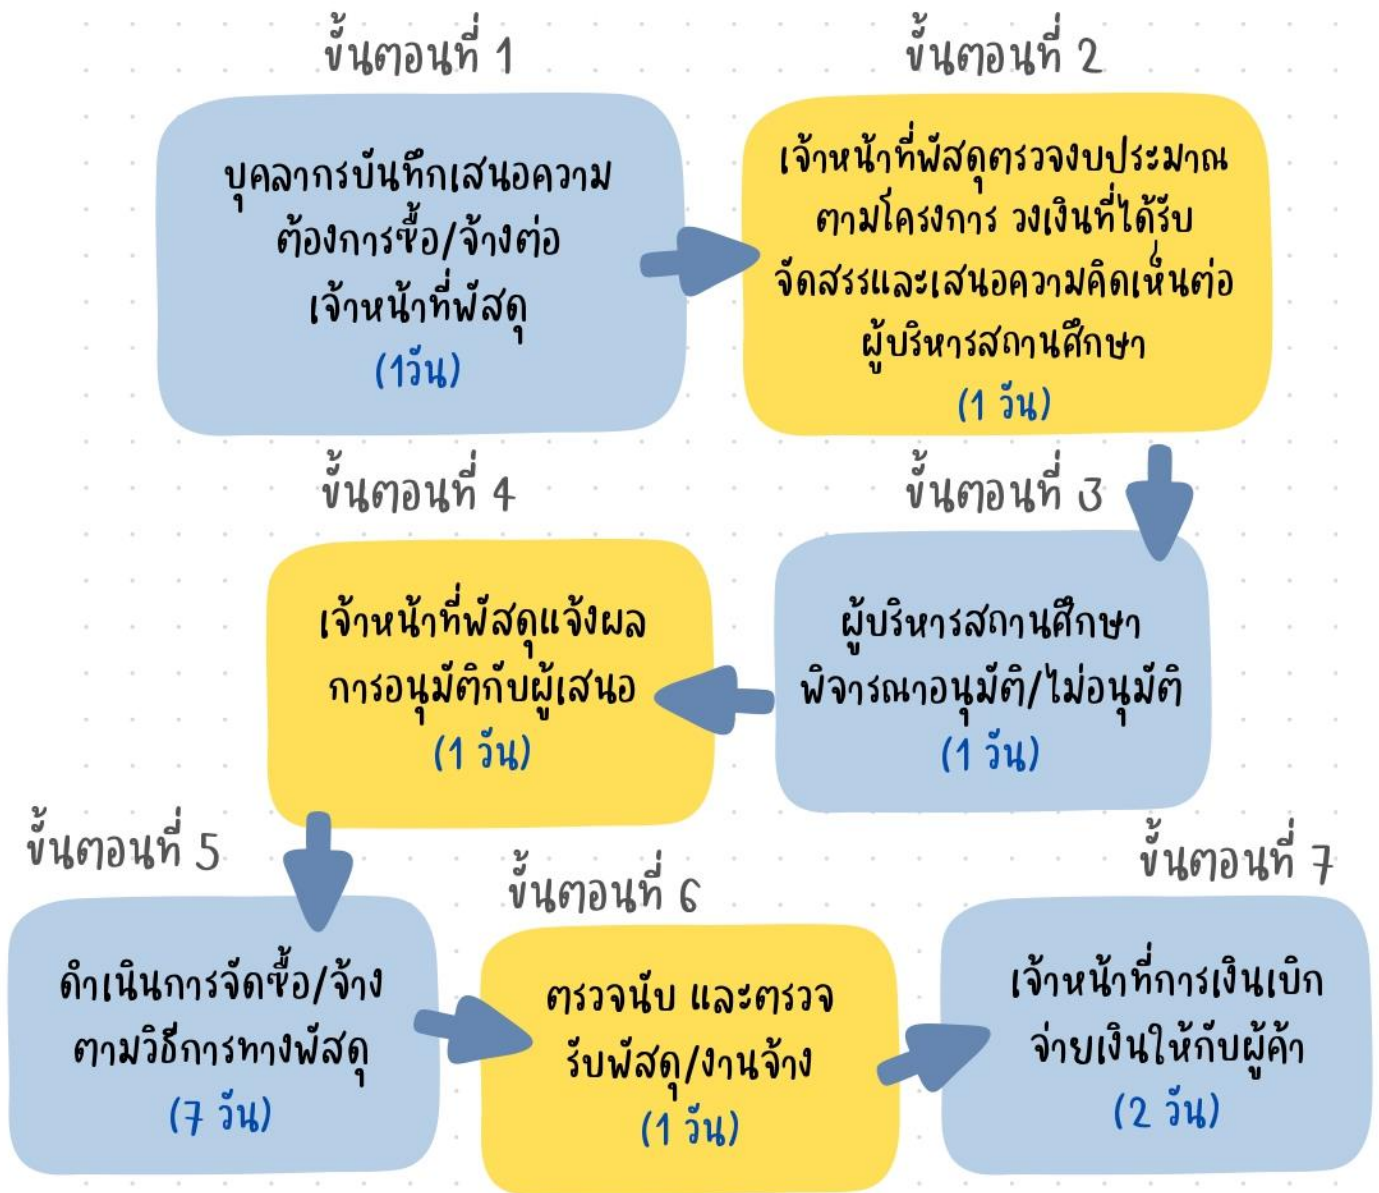 ขั้นตอนที่ 1
บุคลากรบันทึกเสนอความ
ต้องการซื้อ/จ้างต่อ
เจ้าหน้าที่พัสดุ
(1วัน)
ขั้นตอนที่ 2
เจ้าหน้าที่พัสดุตรวจงบประมาณ
ตามโครงการ วงเงินที่ได้รับ
จัดสรรและเสนอความคิดเห็นต่อ
ผู้บริหารสถานศึกษา
(1 วัน)
ขั้นตอนที่ 3
ผู้บริหารสถานศึกษา
พิจารณาอนุมัติ/ไม่อนุมัติ
(1 วัน)
ขั้นตอนที่ 4
เจ้าหน้าที่พัสดุแจ้งผล
การอนุมัติกับผู้เสนอ
(1 วัน)
ขั้นตอนที่ 5
ดำเนินการจัดซื้อ/จ้าง
ตามวิธีการทางพัสดุ
(7 วัน)
ขั้นตอนที่ 6
ตรวจนับ และตรวจ
รับพัสดุ/งานจ้าง
(1 วัน)
ขั้นตอนที่ 7
เจ้าหน้าที่การเงินเบิก
จ่ายเงินให้กับผู้ค้า
(2 วัน)